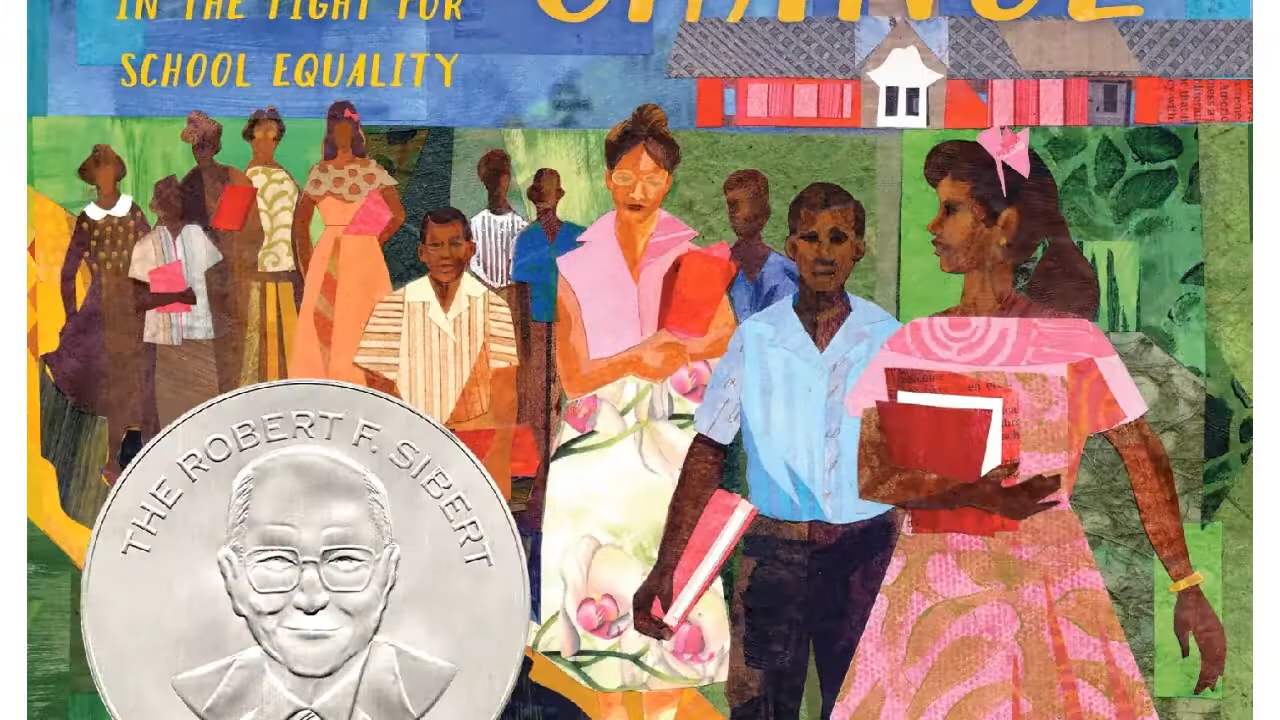 IN THE FIGHT FOR
CHANGE
SCHOOL EQUALITY
THE ROBERT F. SIBERT